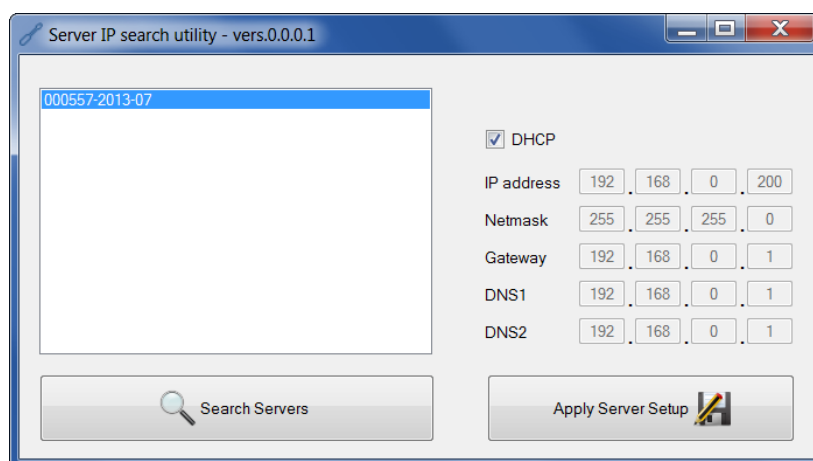 Server IP search utility - vers.0.0.0.1
000557-2013-07
DHCP
IP address 192 . 168 . 0 . 200
Netmask 255 . 255 . 255 . 0
Gateway 192 . 168 . 0 . 1
DNS1 192 . 168 . 0 . 1
DNS2 192 . 168 . 0 . 1
Search Servers
Apply Server Setup